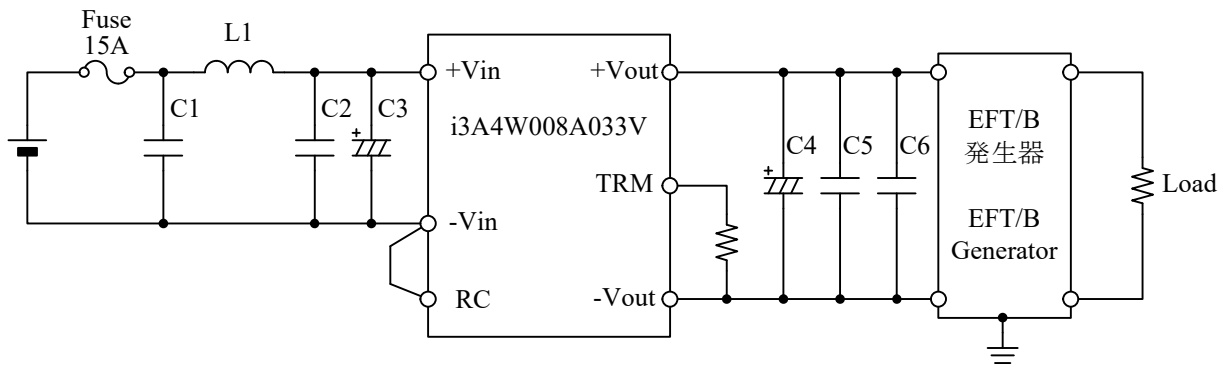 Fuse
15A
L1
C1
C2
C3
+
+Vin
-Vin
RC
i3A4W008A033V
+Vout
TRM
-Vout
C4
+
C5
C6
EFT/B
発生器
EFT/B
Generator
Load